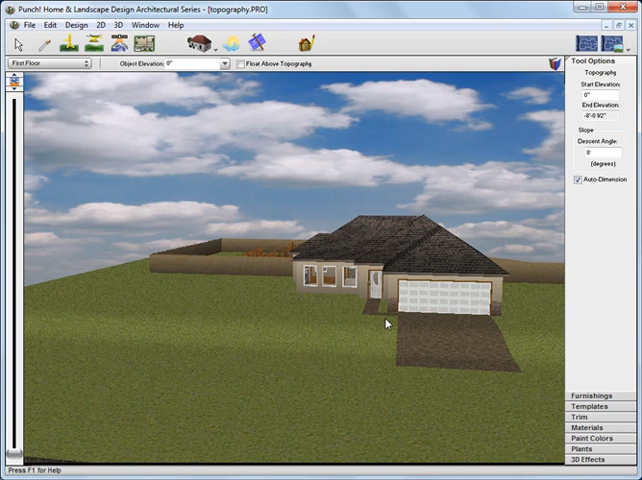 Punch! Home & Landscape Design Architectural Series - [topography.PRO]
File Edit Design 2D 3D Window Help
First Floor
Object Elevation: 0"
Float Above Topography
Tool Options
Topography
Start Elevation:
0"
End Elevation:
-8'-0 1/2"
Slope
Descent Angle:
8°
(degrees)
Auto-Dimension
Furnishings
Templates
Trim
Materials
Paint Colors
Plants
3D Effects
Press F1 for Help